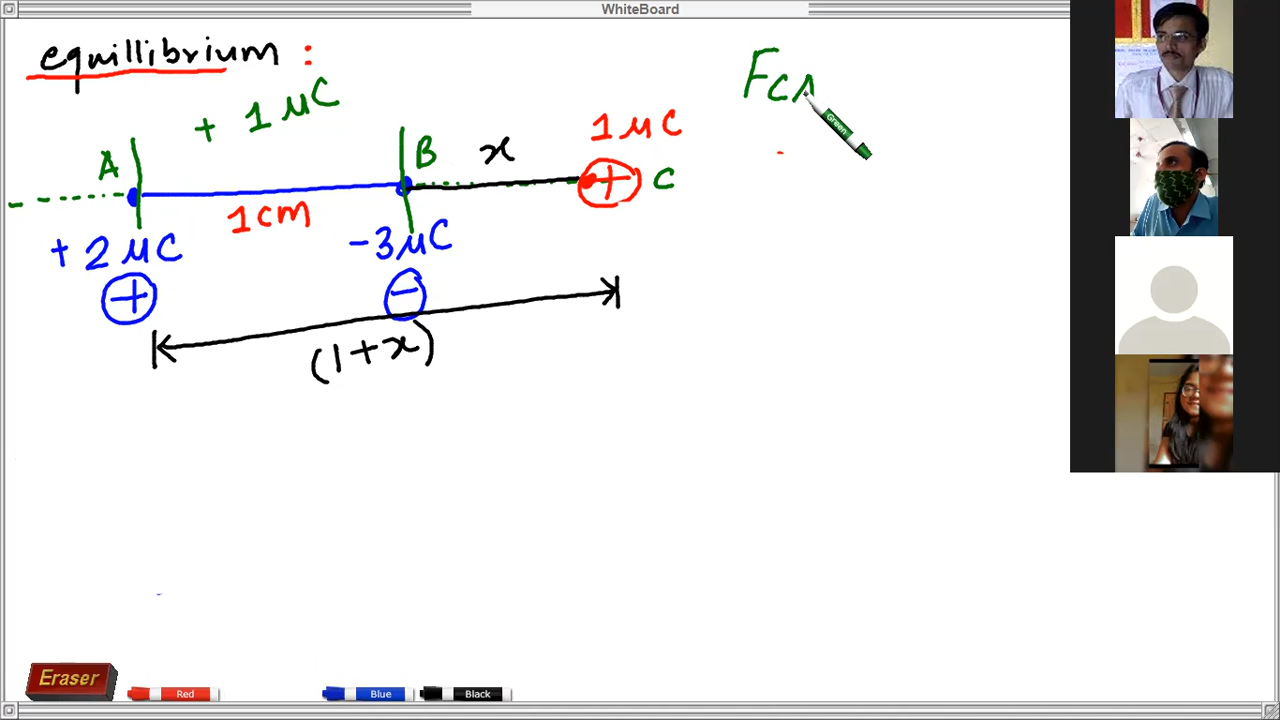 WhiteBoard
equillibrium :
+ 1 μC
A
B
x
1 μC
+
C
1cm
+ 2 μC
-3 μC
+
-
(1+x)
FCA
Green
Eraser
Red
Blue
Black